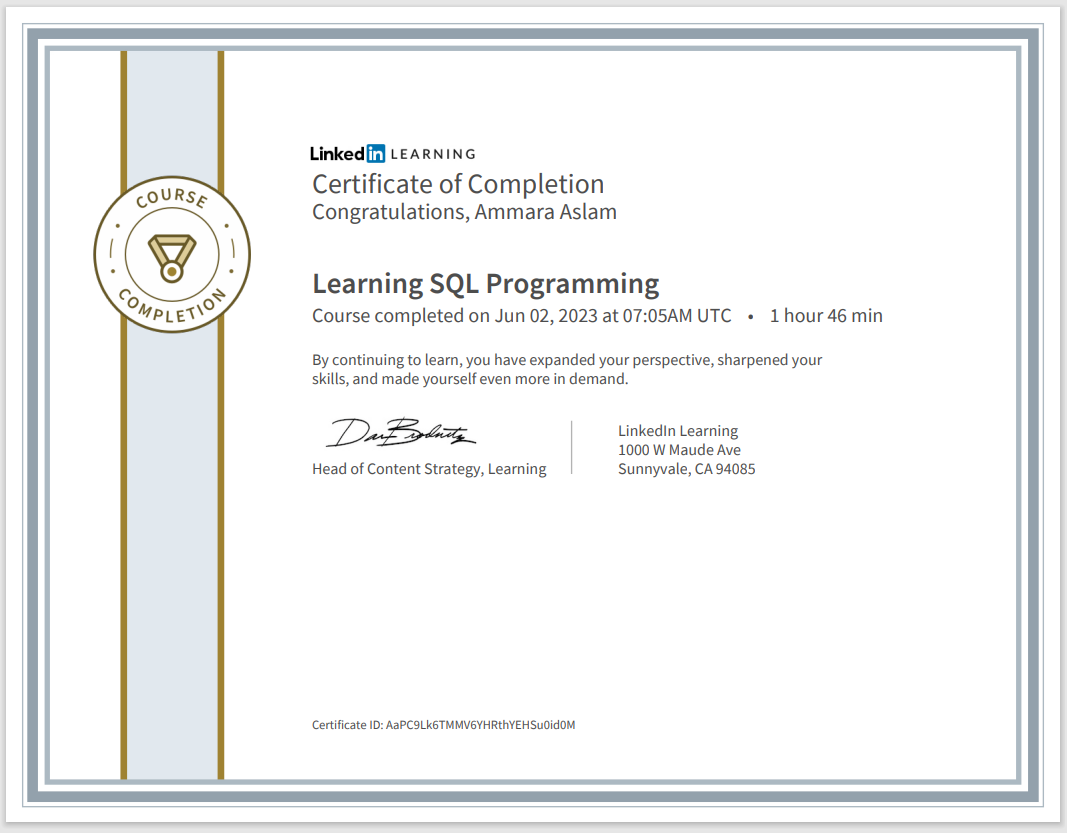 COURSE
COMPLETION
Linked in LEARNING
Certificate of Completion
Congratulations, Ammara Aslam
Learning SQL Programming
Course completed on Jun 02, 2023 at 07:05AM UTC • 1 hour 46 min
By continuing to learn, you have expanded your perspective, sharpened your
skills, and made yourself even more in demand.
Head of Content Strategy, Learning
LinkedIn Learning
1000 W Maude Ave
Sunnyvale, CA 94085
Certificate ID: AaPC9Lk6TMMV6YHRthYEHSu0id0M